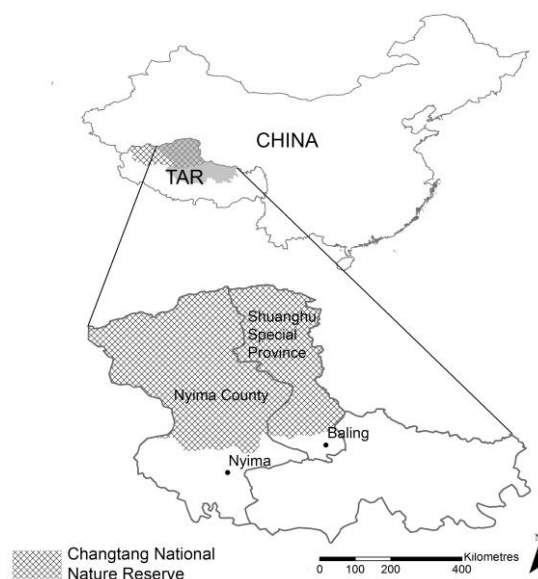 CHINA
TAR
Shuanghu
Special
Province
Nyima County
Baling
Nyima
Changtang National
Nature Reserve
Kilometres
0 100 200 400
N